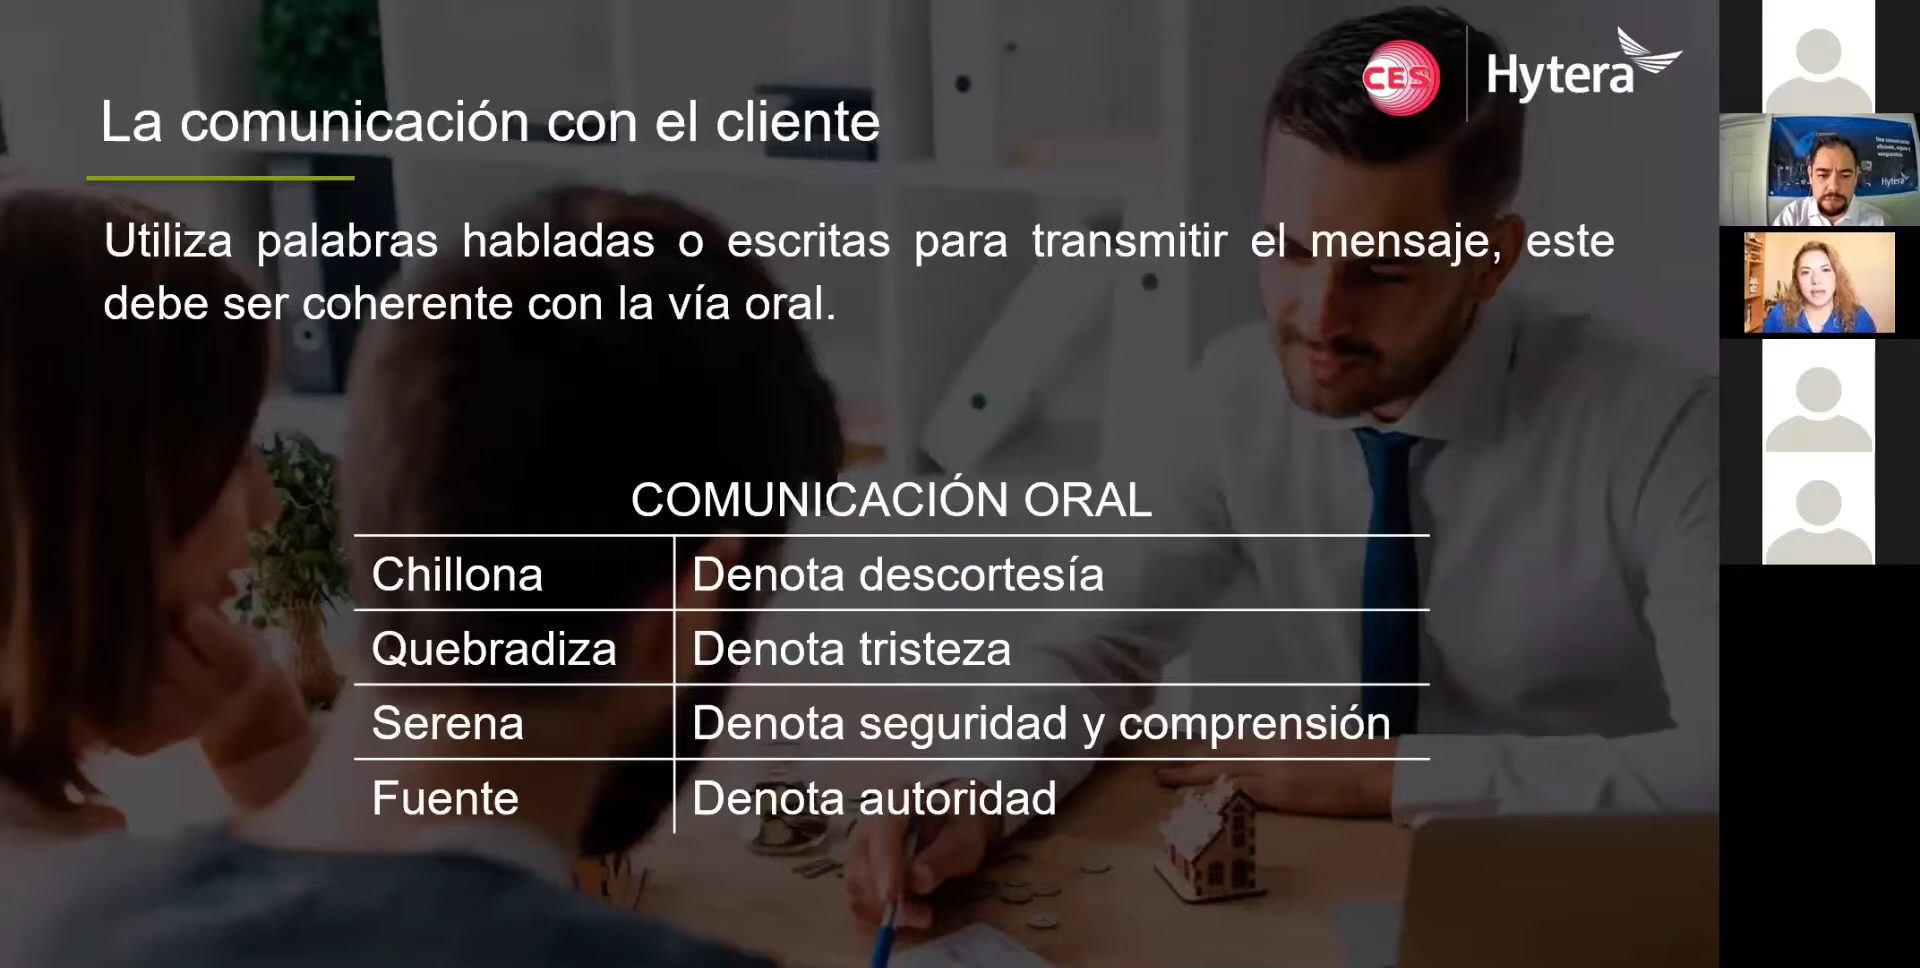 CES
Hytera
La comunicación con el cliente
Utiliza palabras habladas o escritas para transmitir el mensaje, este
debe ser coherente con la vía oral.
COMUNICACIÓN ORAL
Chillona Denota descortesía
Quebradiza Denota tristeza
Serena Denota seguridad y comprensión
Fuente Denota autoridad
Hytera